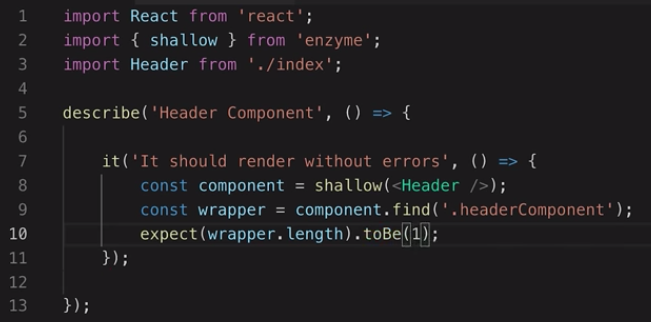 1 import React from 'react';
2 import { shallow } from 'enzyme';
3 import Header from './index';
4
5 describe('Header Component', () => {
6
7 it('It should render without errors', () => {
8 const component = shallow(<Header />);
9 const wrapper = component.find('.headerComponent');
10 expect(wrapper.length).toBe(1);
11 });
12
13 });